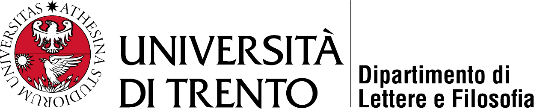 UNIVERSITAS ATHESINA STUDIORUM
UNIVERSITÀ
DI TRENTO
Dipartimento di
Lettere e Filosofia